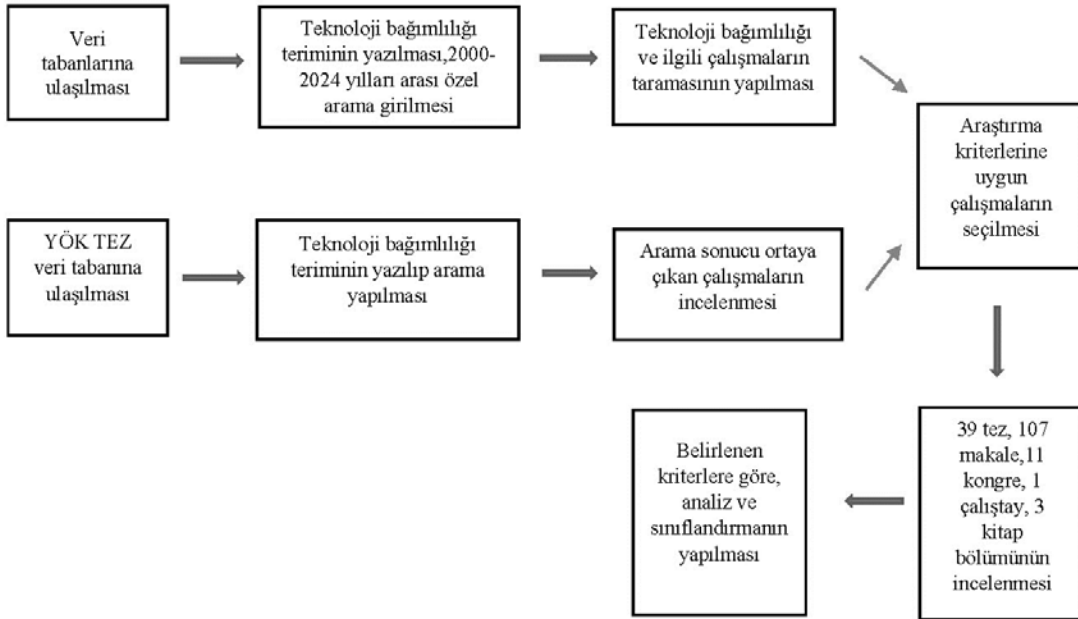 Veri
tabanlarına
ulaşılması
Teknoloji bağımlılığı
teriminin yazılması,2000-
2024 yılları arası özel
arama girilmesi
Teknoloji bağımlılığı
ve ilgili çalışmaların
taramasının yapılması
Araştırma
kriterlerine
uygun
çalışmaların
seçilmesi
YÖK TEZ
veri tabanına
ulaşılması
Teknoloji bağımlılığı
teriminin yazılıp arama
yapılması
Arama sonucu ortaya
çıkan çalışmaların
incelenmesi
39 tez, 107
makale,11
kongre, 1
çalıştay, 3
kitap
bölümünün
incelenmesi
Belirlenen
kriterlere göre,
analiz ve
sınıflandırmanın
yapılması